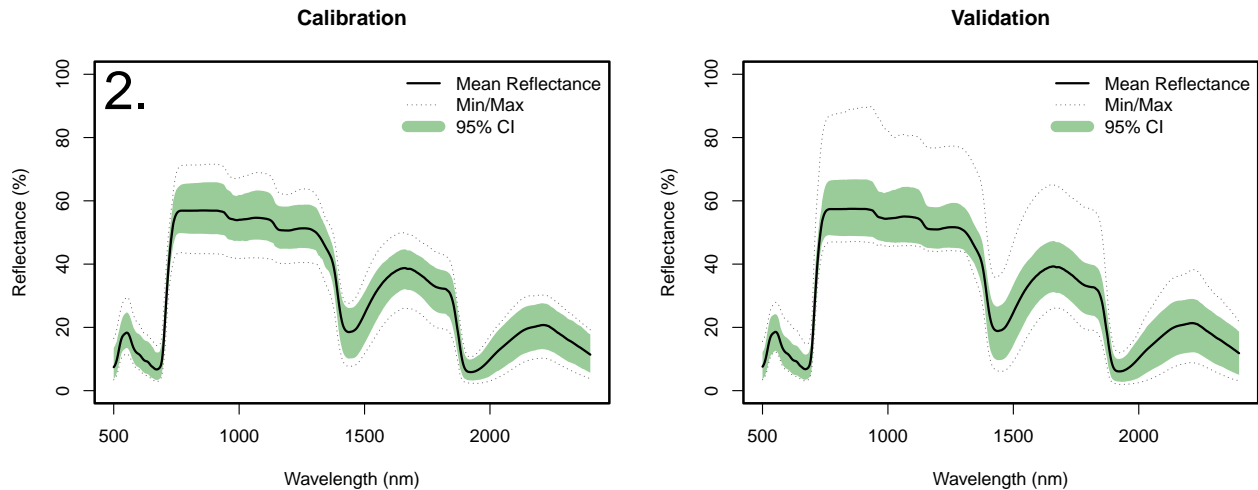 Calibration
2.
Mean Reflectance
Min/Max
95% CI
Reflectance (%)
100
80
60
40
20
0
500 1000 1500 2000
Wavelength (nm)
Validation
Mean Reflectance
Min/Max
95% CI
Reflectance (%)
100
80
60
40
20
0
500 1000 1500 2000
Wavelength (nm)